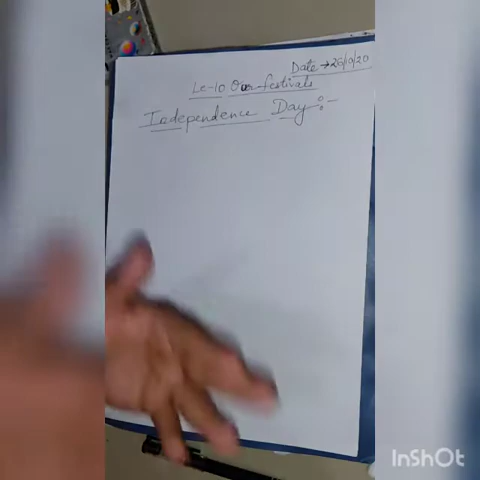 Date → 26/10/20
Le-10 Our festivals
Independence Day :-
InShOt